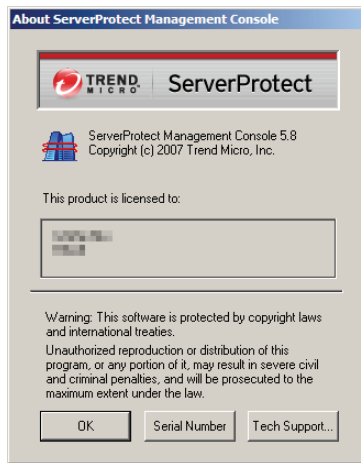 About ServerProtect Management Console
TREND MICRO ServerProtect
ServerProtect Management Console 5.8
Copyright (c) 2007 Trend Micro, Inc.
This product is licensed to:
Warning: This software is protected by copyright laws
and international treaties.
Unauthorized reproduction or distribution of this
program, or any portion of it, may result in severe civil
and criminal penalties, and will be prosecuted to the
maximum extent under the law.
OK Serial Number Tech Support...